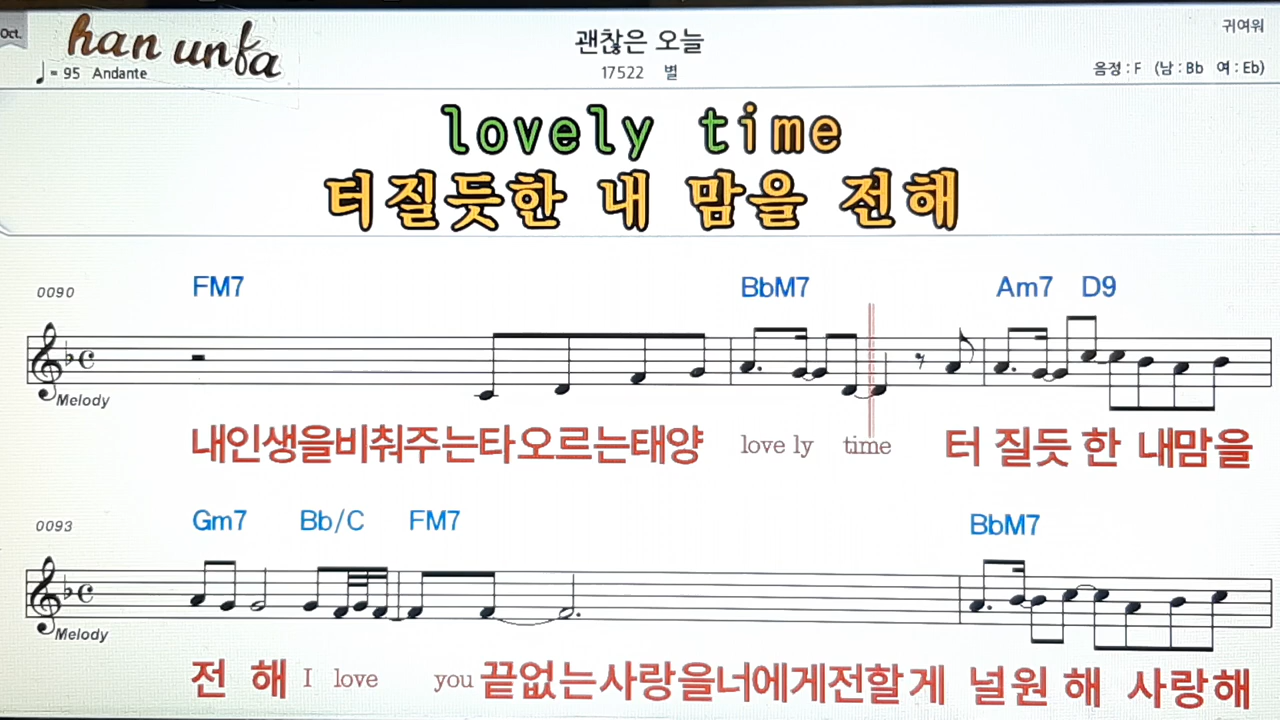 Oct.
han unfa
괜찮은 오늘
귀여워
♩= 95 Andante
17522 별
음정 : F (남 : Bb 여 : Eb)
lovely time
터질듯한 내 맘을 전해
0090
FM7 BbM7 Am7 D9
Melody
내인생을비춰주는타오르는태양 love ly time 터 질듯 한 내맘을
0093
Gm7 Bb/C FM7 BbM7
Melody
전 해 I love you 끝없는사랑을너에게전할게 널원 해 사랑해